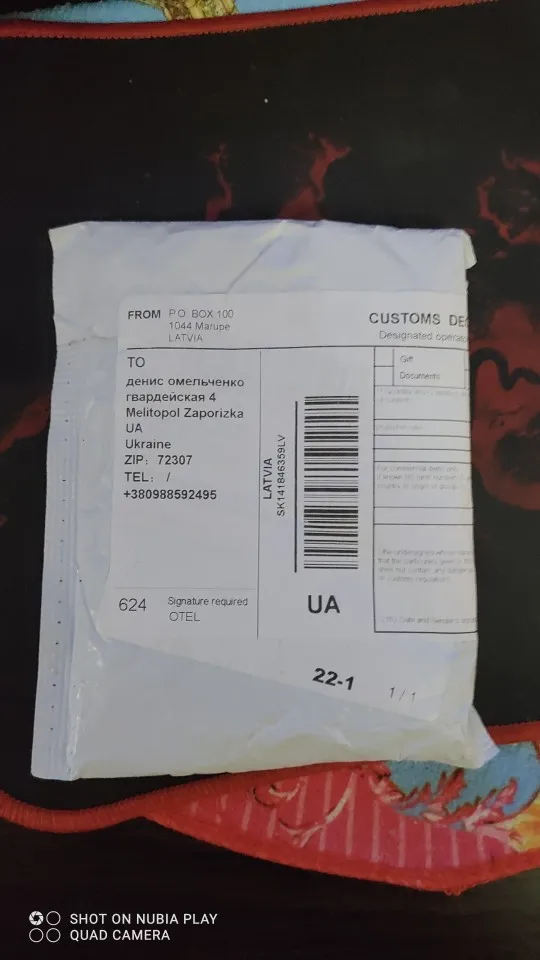 FROM P.O. BOX 100
1044 Marupe
LATVIA
CUSTOMS DEC
Designated operato
Gift
Documents
TO
денис омельченко
гвардейская 4
Melitopol Zaporizka
UA
Ukraine
ZIP: 72307
TEL: /
+380988592495
LATVIA
SK141846359LV
UA
624
Signature required
OTEL
22-1
1 / 1
SHOT ON NUBIA PLAY
QUAD CAMERA